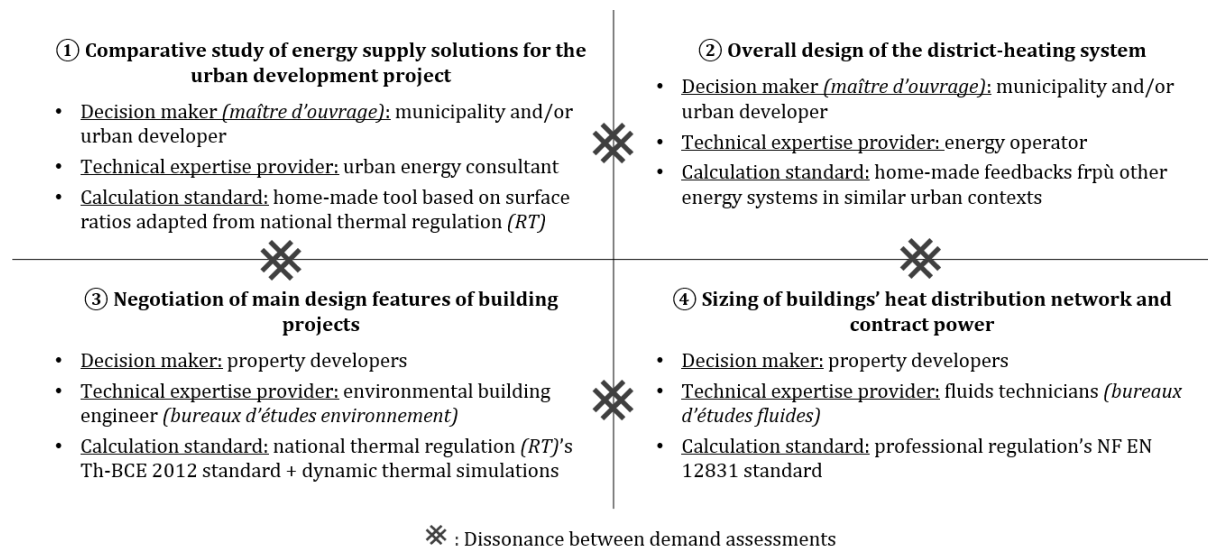 ① Comparative study of energy supply solutions for the
urban development project
• Decision maker (maître d'ouvrage): municipality and/or
urban developer
• Technical expertise provider: urban energy consultant
• Calculation standard: home-made tool based on surface
ratios adapted from national thermal regulation (RT)
② Overall design of the district-heating system
• Decision maker (maître d'ouvrage): municipality and/or
urban developer
• Technical expertise provider: energy operator
• Calculation standard: home-made feedbacks frpù other
energy systems in similar urban contexts
③ Negotiation of main design features of building
projects
• Decision maker: property developers
• Technical expertise provider: environmental building
engineer (bureaux d'études environnement)
• Calculation standard: national thermal regulation (RT)'s
Th-BCE 2012 standard + dynamic thermal simulations
④ Sizing of buildings' heat distribution network and
contract power
• Decision maker: property developers
• Technical expertise provider: fluids technicians (bureaux
d'études fluides)
• Calculation standard: professional regulation's NF EN
12831 standard
: Dissonance between demand assessments